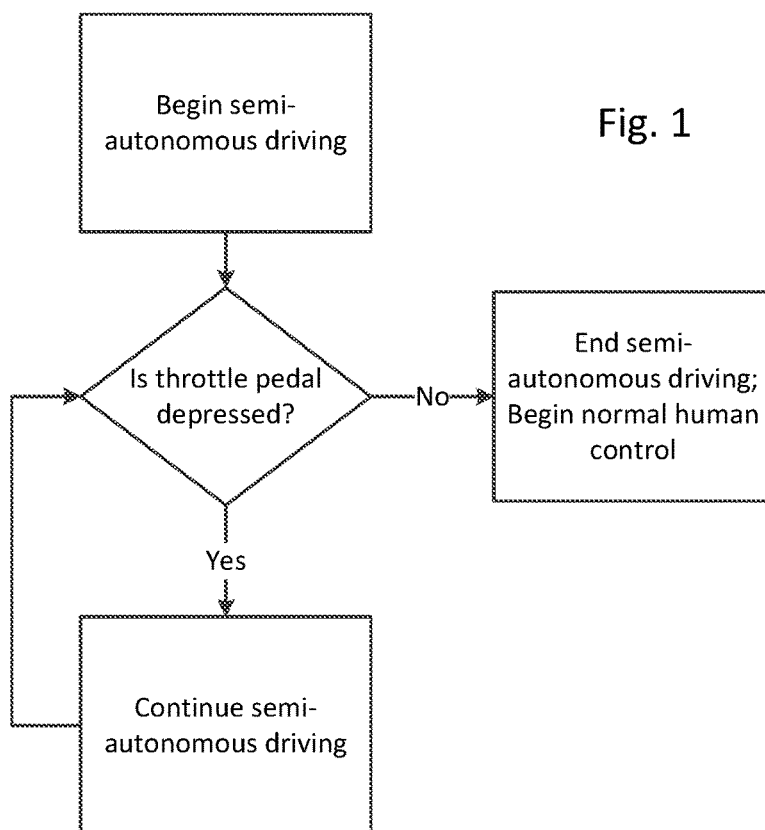 Begin semi-
autonomous driving
Fig. 1
Is throttle pedal
depressed?
No
End semi-
autonomous driving;
Begin normal human
control
Yes
Continue semi-
autonomous driving